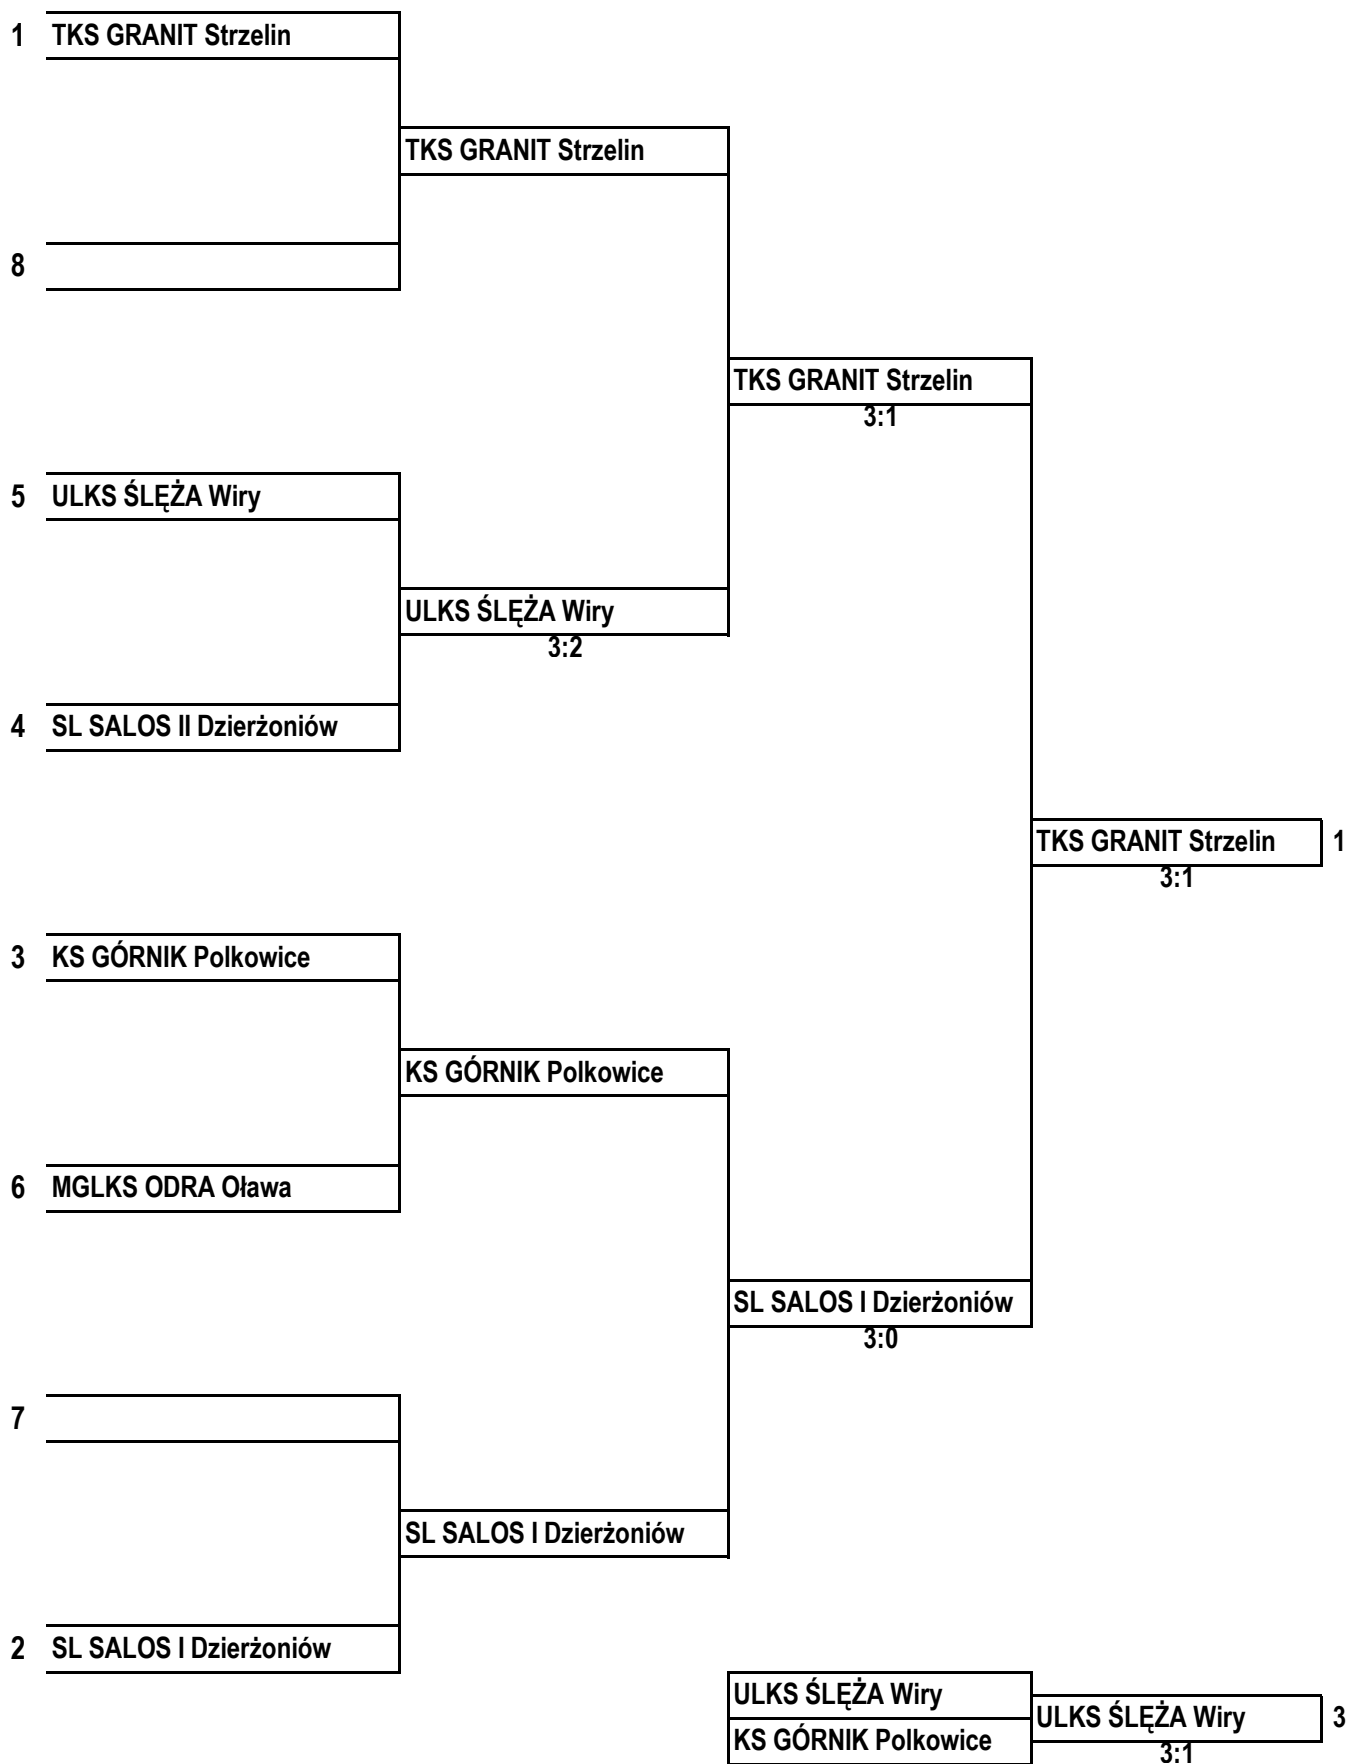 1 TKS GRANIT Strzelin
TKS GRANIT Strzelin
8
TKS GRANIT Strzelin
3:1
5 ULKS ŚLĘŻA Wiry
ULKS ŚLĘŻA Wiry
3:2
4 SL SALOS II Dzierżoniów
TKS GRANIT Strzelin 1
3:1
3 KS GÓRNIK Polkowice
KS GÓRNIK Polkowice
6 MGLKS ODRA Oława
SL SALOS I Dzierżoniów
3:0
7
SL SALOS I Dzierżoniów
2 SL SALOS I Dzierżoniów
ULKS ŚLĘŻA Wiry
ULKS ŚLĘŻA Wiry 3
KS GÓRNIK Polkowice
3:1